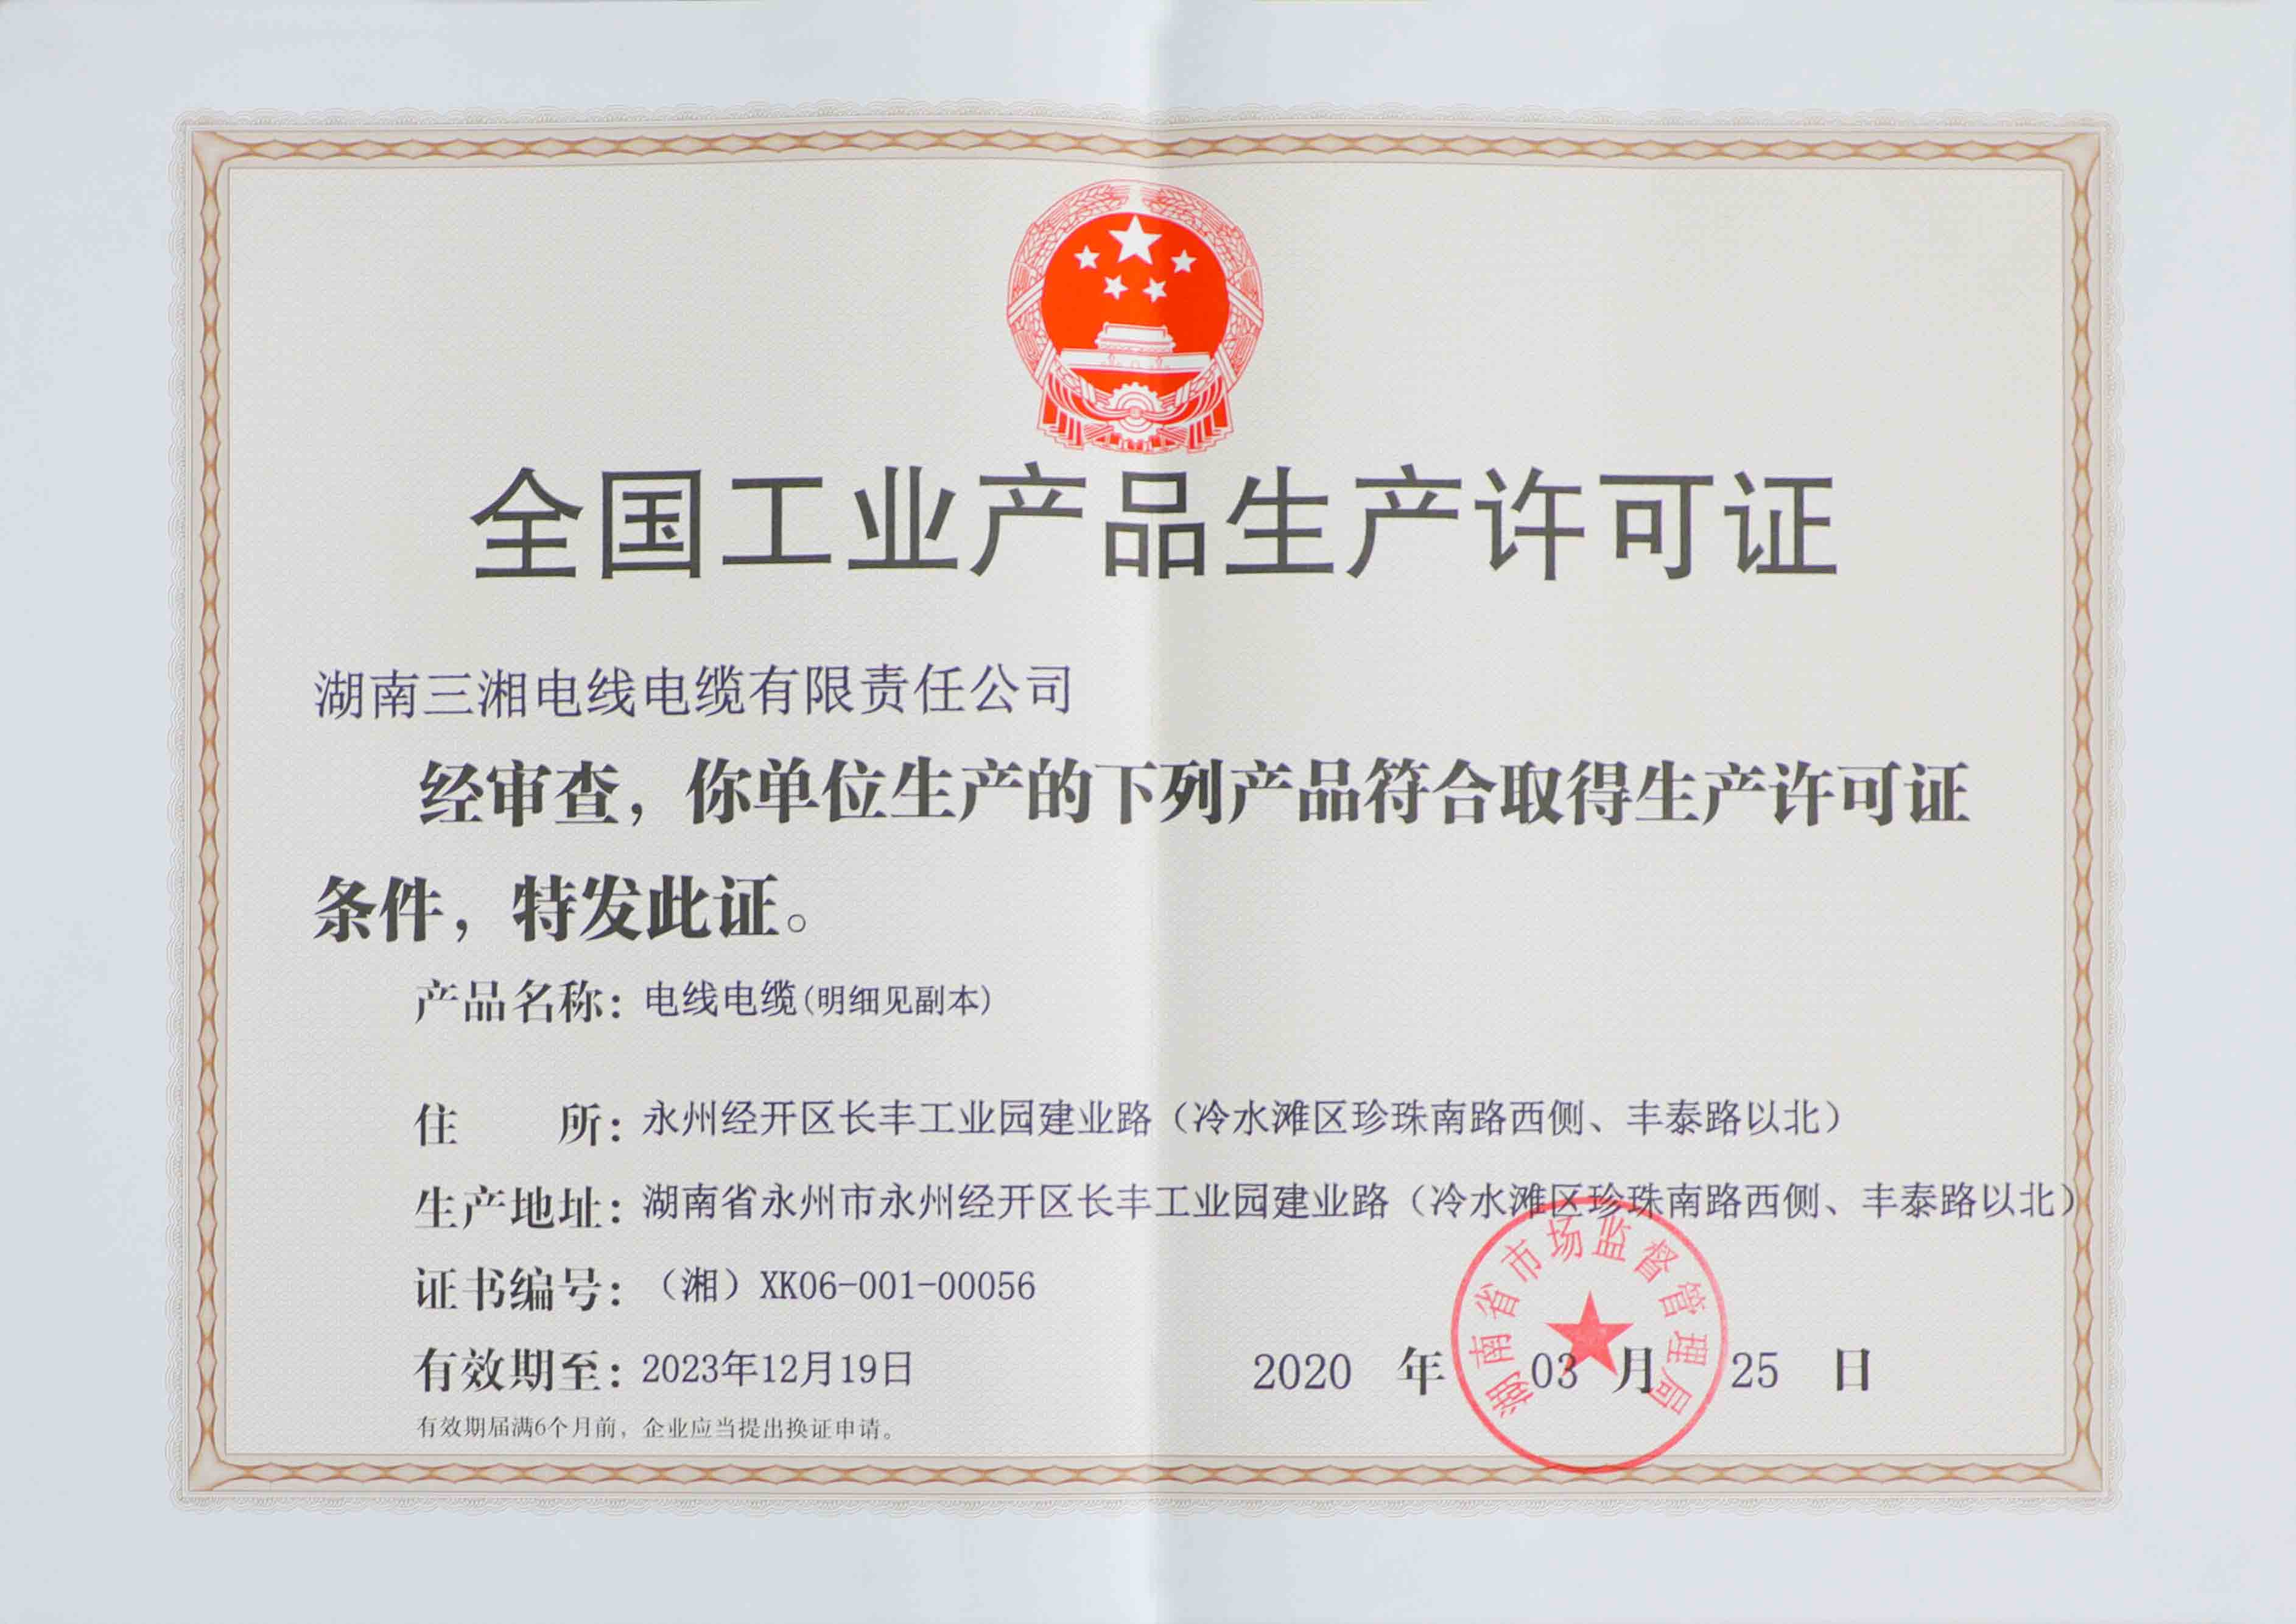 全国工业产品生产许可证
湖南三湘电线电缆有限责任公司
经审查，你单位生产的下列产品符合取得生产许可证
条件，特发此证。
产品名称：电线电缆(明细见副本)
住 所：永州经开区长丰工业园建业路（冷水滩区珍珠南路西侧、丰泰路以北）
生产地址：湖南省永州市永州经开区长丰工业园建业路（冷水滩区珍珠南路西侧、丰泰路以北）
证书编号：（湘）XK06-001-00056
有效期至：2023年12月19日
2020 年 03 月 25 日
湖南省市场监督管理局
有效期届满6个月前，企业应当提出换证申请。